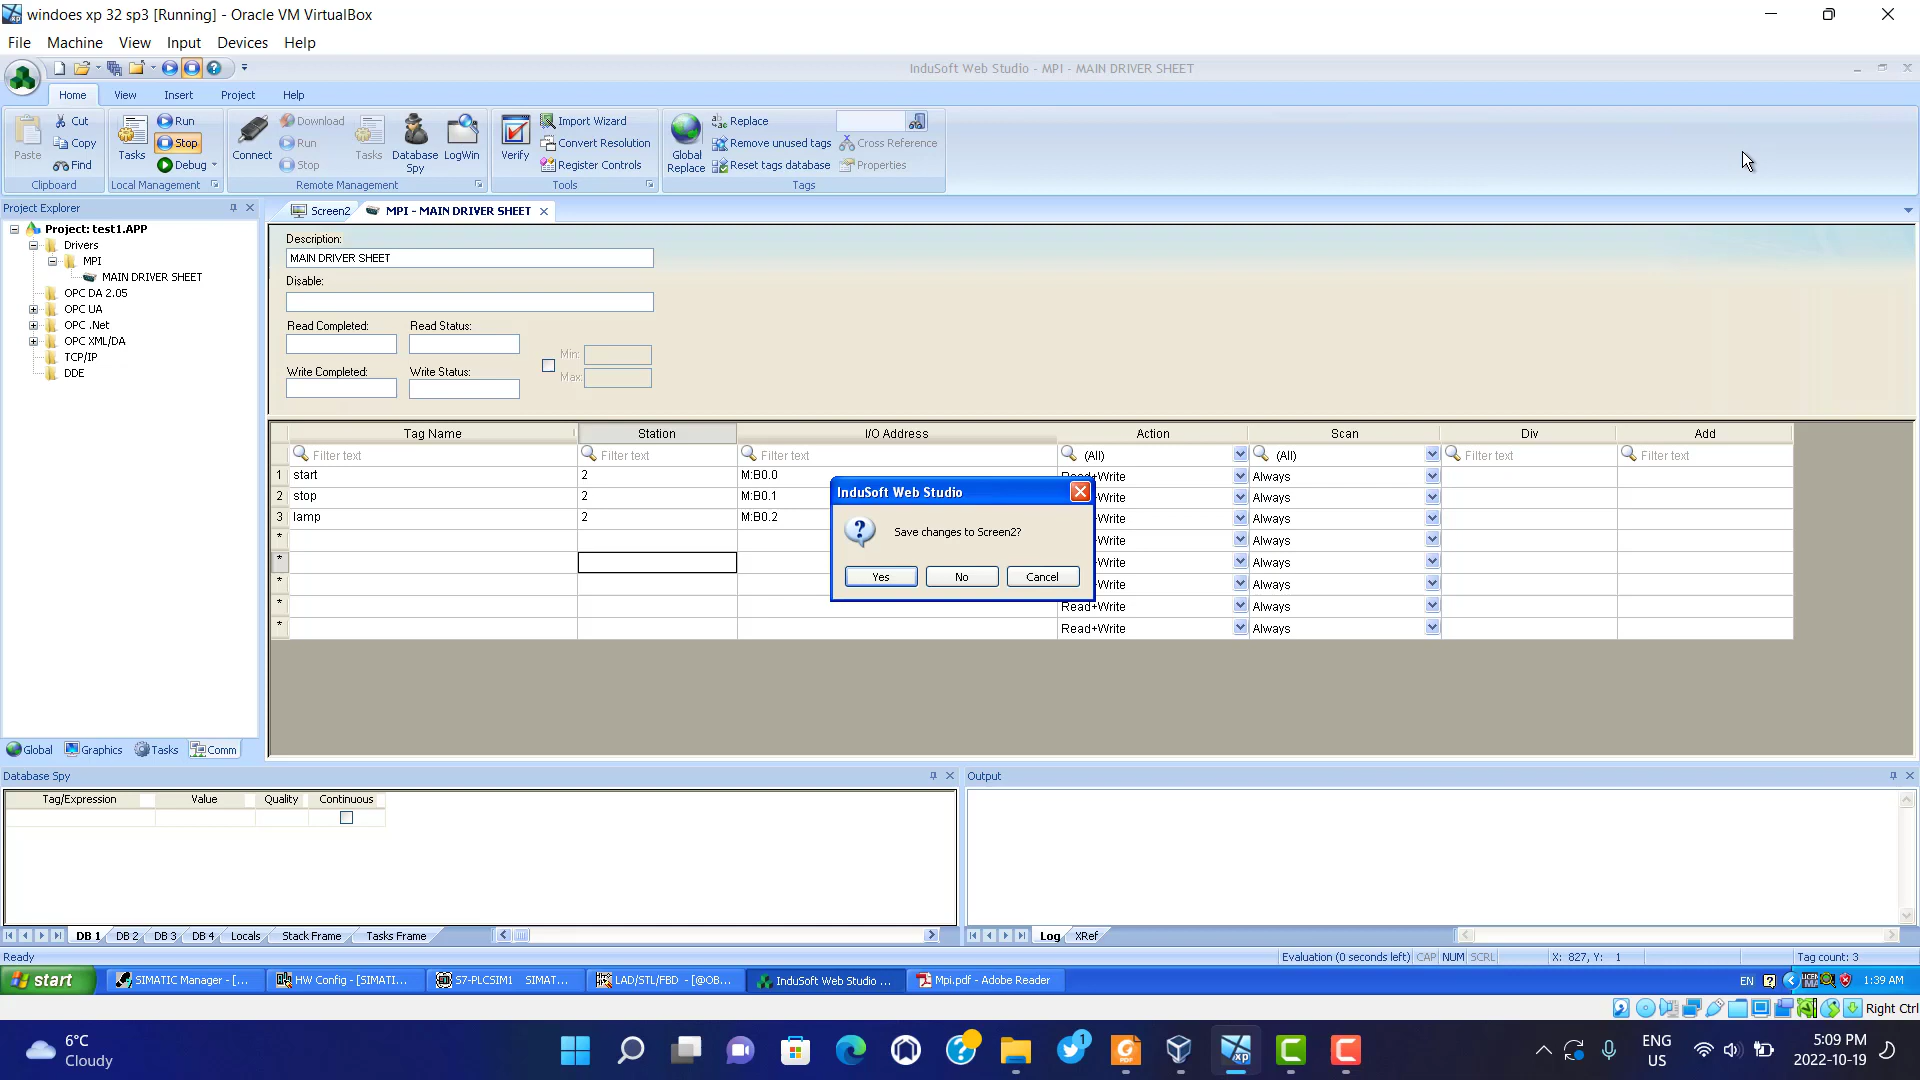 windoes xp 32 sp3 [Running] - Oracle VM VirtualBox
File Machine View Input Devices Help
InduSoft Web Studio - MPI - MAIN DRIVER SHEET
Home View Insert Project Help
Paste Cut Copy Find Clipboard
Tasks Run Stop Debug Local Management
Connect Download Run Stop Tasks Database Spy LogWin Remote Management
Verify Import Wizard Convert Resolution Register Controls Tools
Global Replace Replace Remove unused tags Reset tags database Cross Reference Properties Tags
Project Explorer
Project: test1.APP
Drivers
MPI
MAIN DRIVER SHEET
OPC DA 2.05
OPC UA
OPC .Net
OPC XML/DA
TCP/IP
DDE
Global Graphics Tasks Comm
Screen2 MPI - MAIN DRIVER SHEET
Description:
MAIN DRIVER SHEET
Disable:
Read Completed: Read Status:
Min:
Write Completed: Write Status:
Max:
Tag Name Station I/O Address Action Scan Div Add
Filter text Filter text Filter text (All) (All) Filter text Filter text
1 start 2 M:B0.0 Read+Write Always
2 stop 2 M:B0.1 +Write Always
3 lamp 2 M:B0.2 +Write Always
* +Write Always
* +Write Always
* +Write Always
* Read+Write Always
* Read+Write Always
InduSoft Web Studio
Save changes to Screen2?
Yes No Cancel
Database Spy
Tag/Expression Value Quality Continuous
DB 1 DB 2 DB 3 DB 4 Locals Stack Frame Tasks Frame
Output
Log XRef
Ready
Evaluation (0 seconds left) CAP NUM SCRL X: 827, Y: 1 Tag count: 3
start SIMATIC Manager - [... HW Config - [SIMATI... S7-PLCSIM1 SIMAT... LAD/STL/FBD - [@OB... InduSoft Web Studio ... Mpi.pdf - Adobe Reader EN 1:39 AM
Right Ctrl
6°C
Cloudy
ENG
US
5:09 PM
2022-10-19